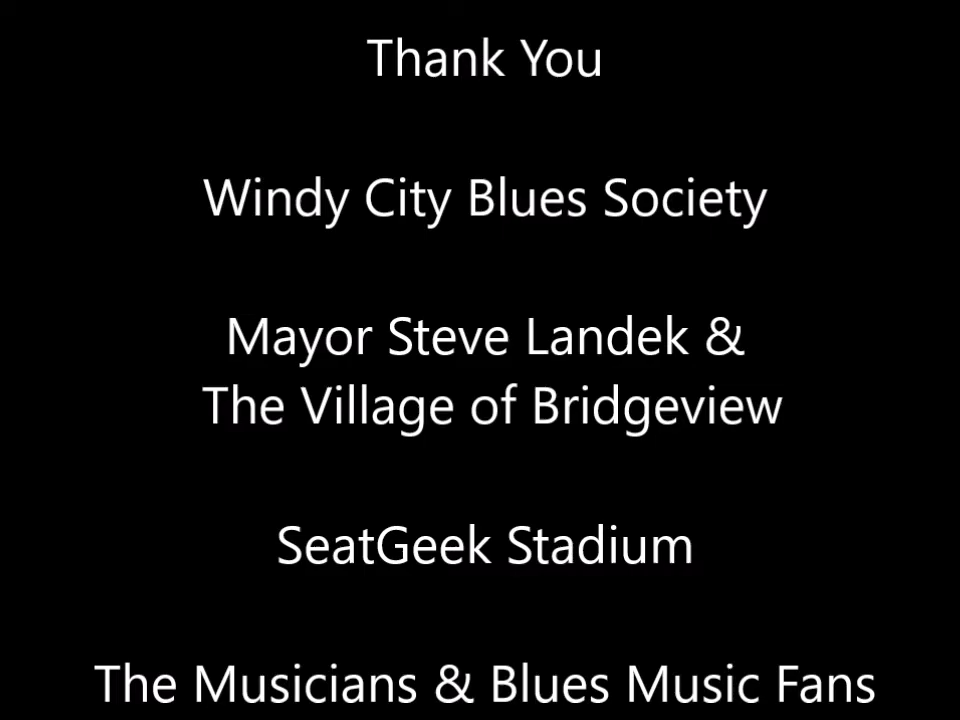 Thank You
Windy City Blues Society
Mayor Steve Landek &
The Village of Bridgeview
SeatGeek Stadium
The Musicians & Blues Music Fans